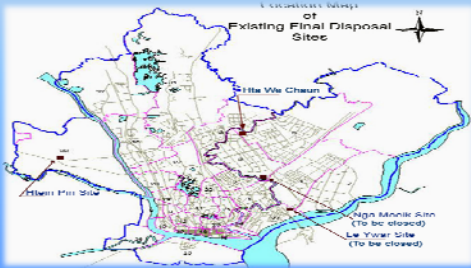 Location Map
of
Existing Final Disposal
Sites
N
Hta We Chaun
Htein Pin Site
Nga Moeik Site
(To be closed)
Le Ywar Site
(To be closed)